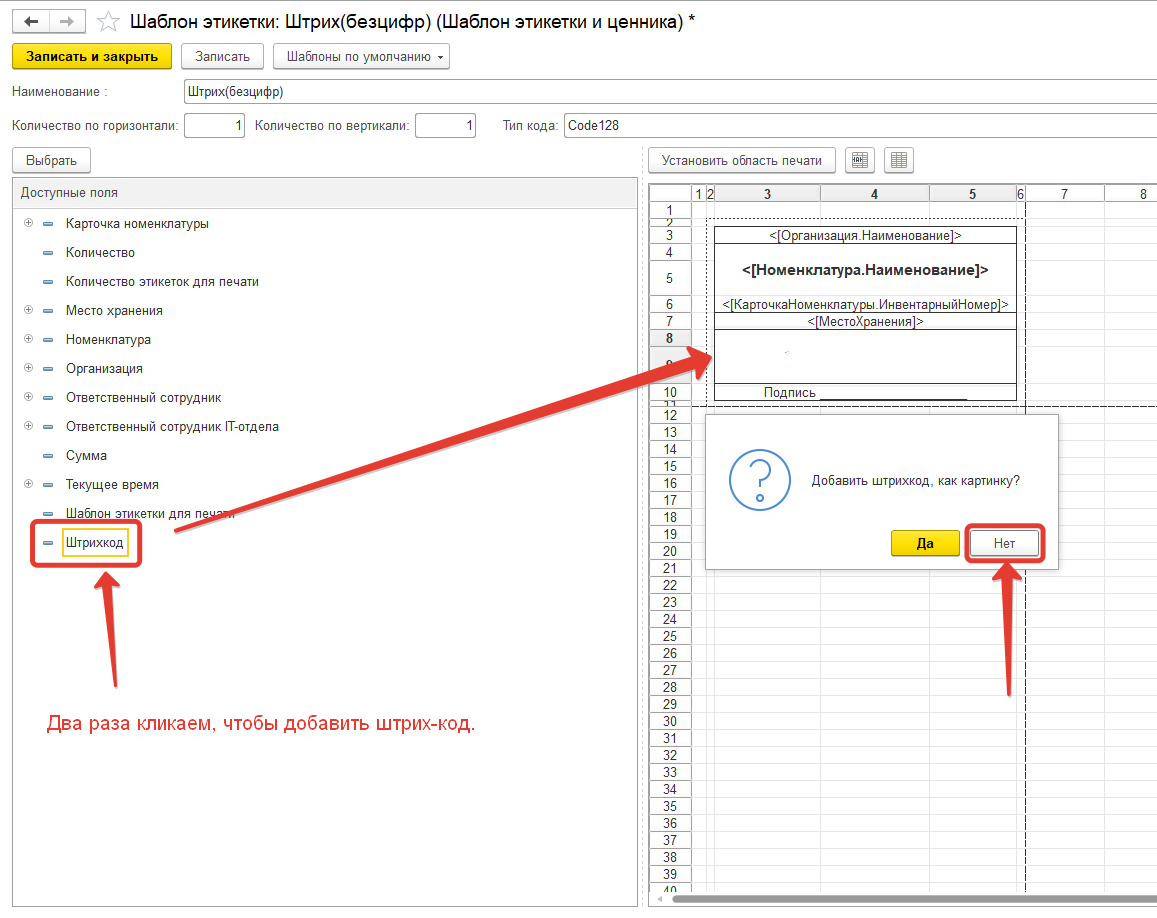 Шаблон этикетки: Штрих(безцифр) (Шаблон этикетки и ценника) *
Записать и закрыть
Записать
Шаблоны по умолчанию
Наименование :
Штрих(безцифр)
Количество по горизонтали:
1
Количество по вертикали:
1
Тип кода:
Code128
Выбрать
Доступные поля
Карточка номенклатуры
Количество
Количество этикеток для печати
Место хранения
Номенклатура
Организация
Ответственный сотрудник
Ответственный сотрудник IT-отдела
Сумма
Текущее время
Шаблон этикетки для печати
Штрихкод
Два раза кликаем, чтобы добавить штрих-код.
Установить область печати
1 2 3 4 5 6 7 8
1
2
3 <[Организация.Наименование]>
4
5 <[Номенклатура.Наименование]>
6 <[КарточкаНоменклатуры.ИнвентарныйНомер]>
7 <[МестоХранения]>
8
9
10 Подпись ____________________
11
12
13
14
15
16
17
18
19
20
21
22
23
24
25
26
27
28
29
30
31
32
33
34
35
36
37
38
39
40
Добавить штрихкод, как картинку?
Да
Нет